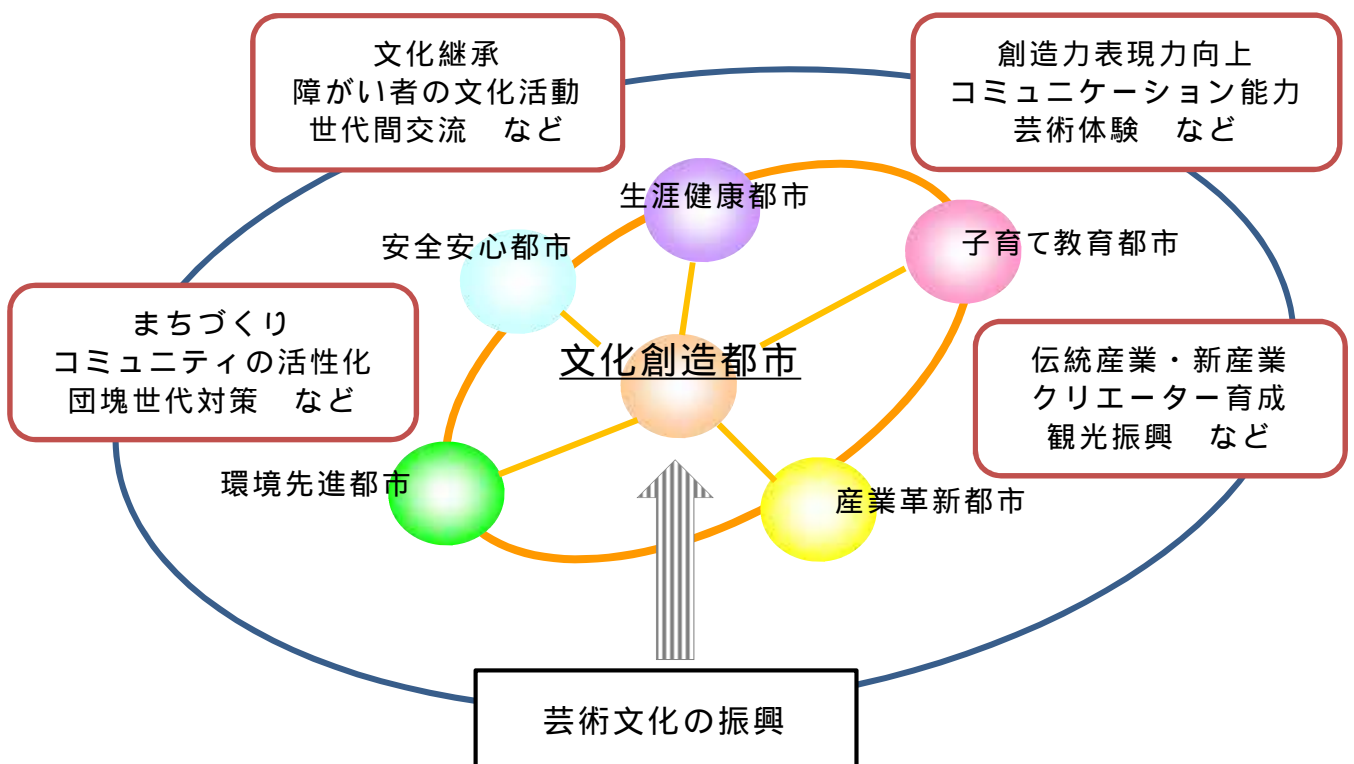 文化継承
障がい者の文化活動
世代間交流　など
創造力表現力向上
コミュニケーション能力
芸術体験　など
生涯健康都市
安全安心都市
子育て教育都市
まちづくり
コミュニティの活性化
団塊世代対策　など
文化創造都市
伝統産業・新産業
クリエーター育成
観光振興　など
環境先進都市
産業革新都市
芸術文化の振興